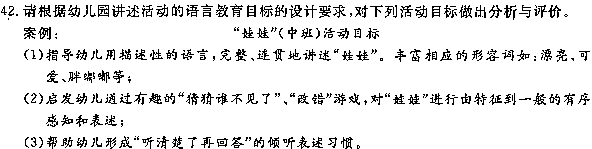 42. 请根据幼儿园讲述活动的语言教育目标的设计要求,对下列活动目标做出分析与评价。
案例: “娃娃”(中班)活动目标
(1)指导幼儿用描述性的语言,完整、连贯地讲述“娃娃”。丰富相应的形容词如:漂亮、可
爱、胖嘟嘟等;
(2)启发幼儿通过有趣的“猜猜谁不见了”、“改错”游戏,对“娃娃”进行由特征到一般的有序
感知和表述;
(3)帮助幼儿形成“听清楚了再回答”的倾听表述习惯。